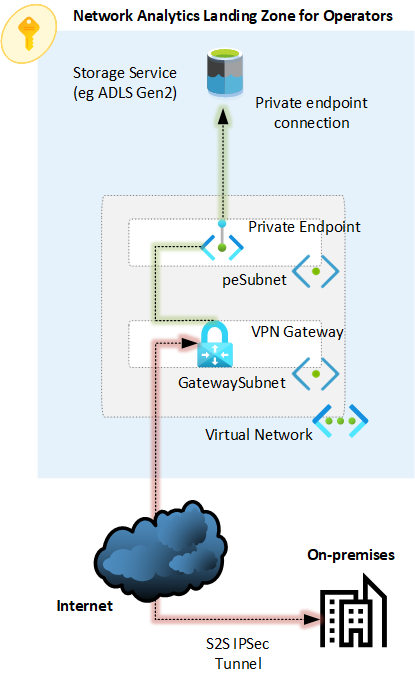 Network Analytics Landing Zone for Operators
Storage Service
(eg ADLS Gen2)
Private endpoint
connection
Private Endpoint
peSubnet
VPN Gateway
GatewaySubnet
Virtual Network
On-premises
Internet
S2S IPSec
Tunnel